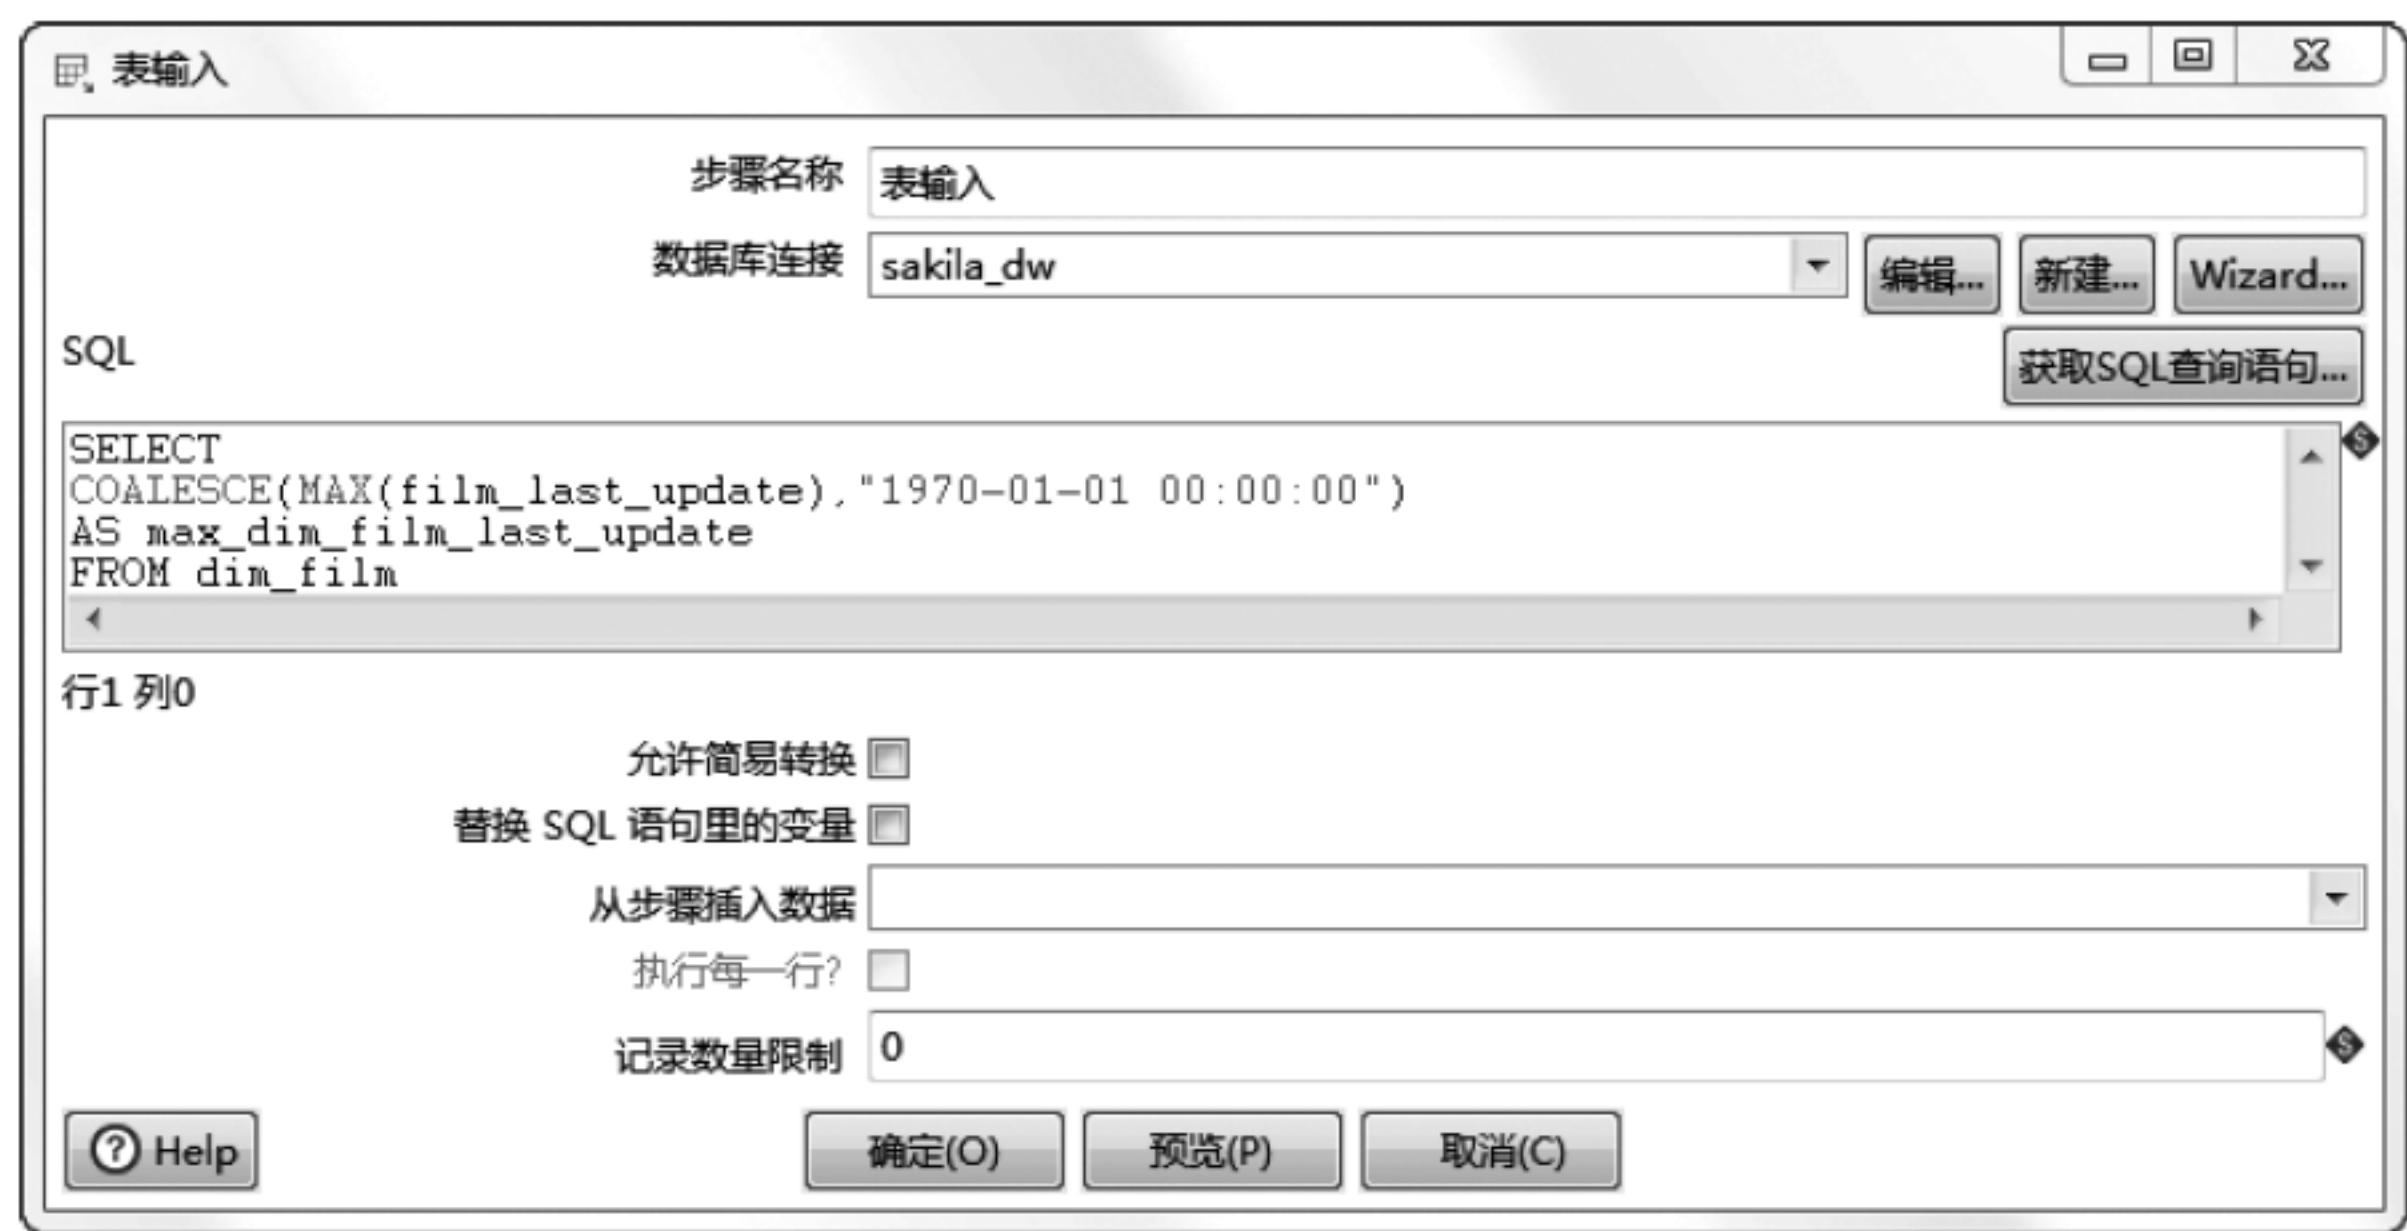 表输入
步骤名称 表输入
数据库连接 sakila_dw 编辑... 新建... Wizard...
SQL 获取SQL查询语句...
SELECT
COALESCE(MAX(film_last_update),"1970-01-01 00:00:00")
AS max_dim_film_last_update
FROM dim_film
行1 列0
允许简易转换
替换 SQL 语句里的变量
从步骤插入数据
执行每一行?
记录数量限制 0
Help 确定(O) 预览(P) 取消(C)